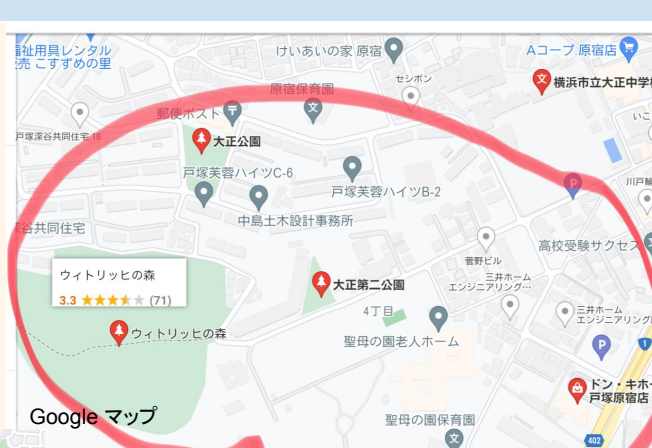 福祉用具レンタル
売 こすずめの里
けいあいの家 原宿
Aコープ 原宿店
セシボン
横浜市立大正中学
原宿保育園
郵便ポスト
いこ
戸塚深谷共同住宅 18
大正公園
戸塚芙蓉ハイツC-6
戸塚芙蓉ハイツB-2
川戸輪
中島土木設計事務所
谷共同住宅
菅野ビル
高校受験サクセス
ウィトリッヒの森
3.3 (71)
大正第二公園
三井ホーム
エンジニアリング…
4丁目
三井ホーム
エンジニアリング
ウィトリッヒの森
聖母の園老人ホーム
P
P
1
ドン・キホー
戸塚原宿店
Google マップ
聖母の園保育園
402